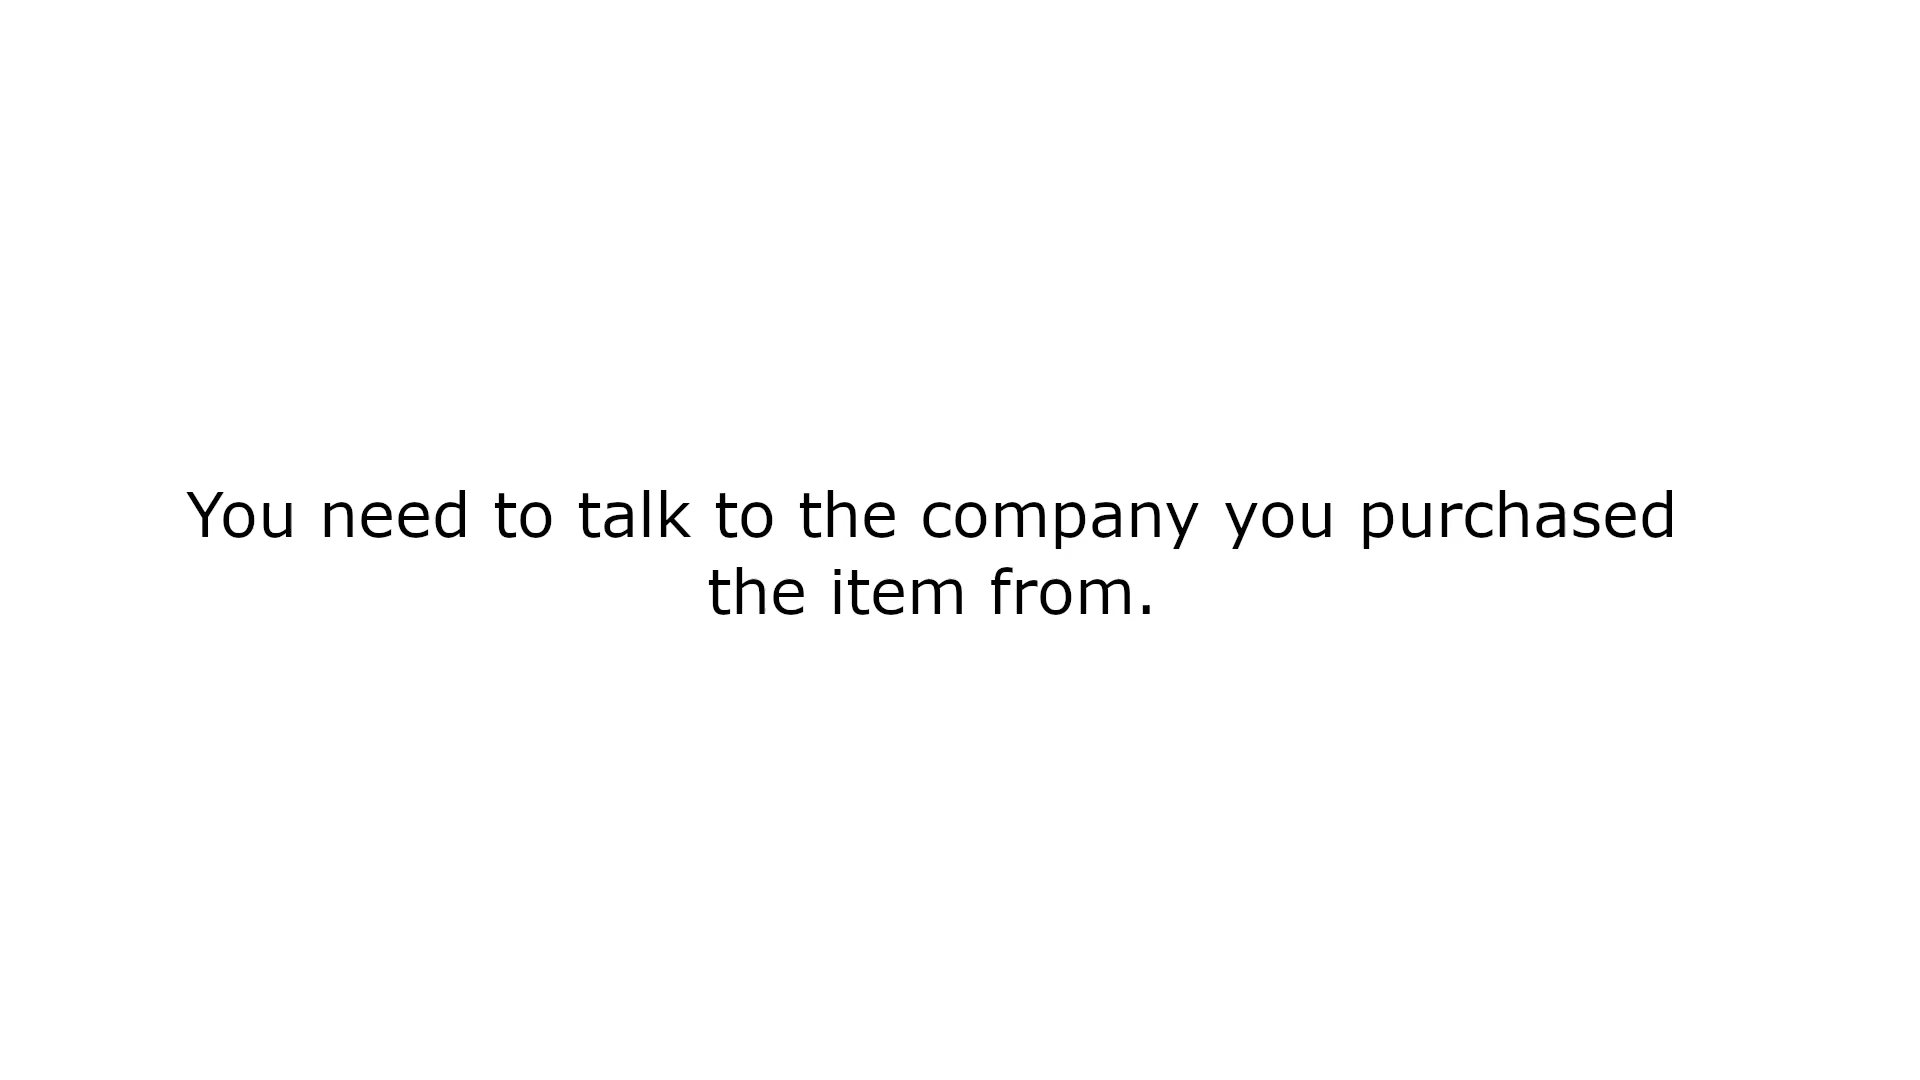 You need to talk to the company you purchased
the item from.